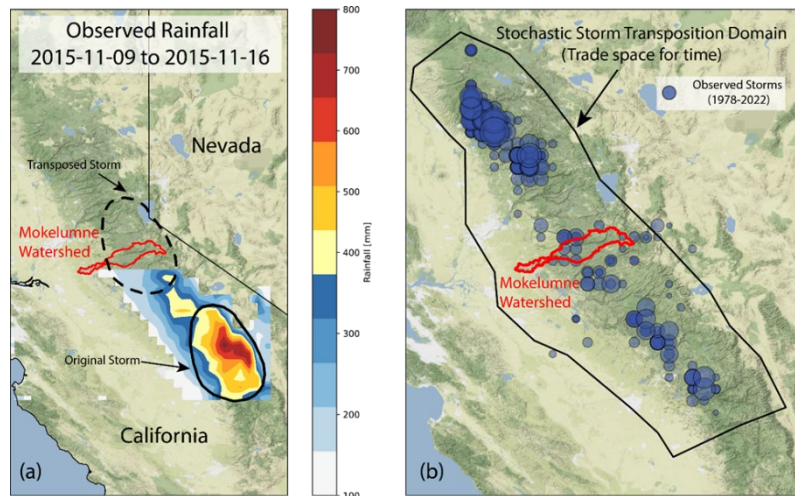 Observed Rainfall
2015-11-09 to 2015-11-16
Nevada
Transposed Storm
Mokelumne
Watershed
Original Storm
California
(a)
800
700
600
500
400
300
200
100
Rainfall [mm]
Stochastic Storm Transposition Domain
(Trade space for time)
Observed Storms
(1978-2022)
Mokelumne
Watershed
(b)